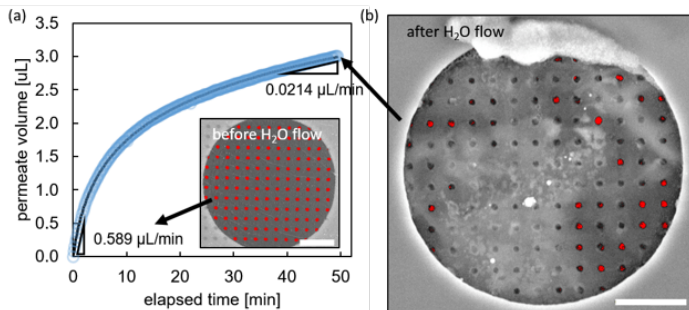 (a)
permeate volume [uL]
3.5
3.0
2.5
2.0
1.5
1.0
0.5
0.0
0.0214 µL/min
before H₂O flow
0.589 µL/min
0 10 20 30 40 50
elapsed time [min]
(b)
after H₂O flow